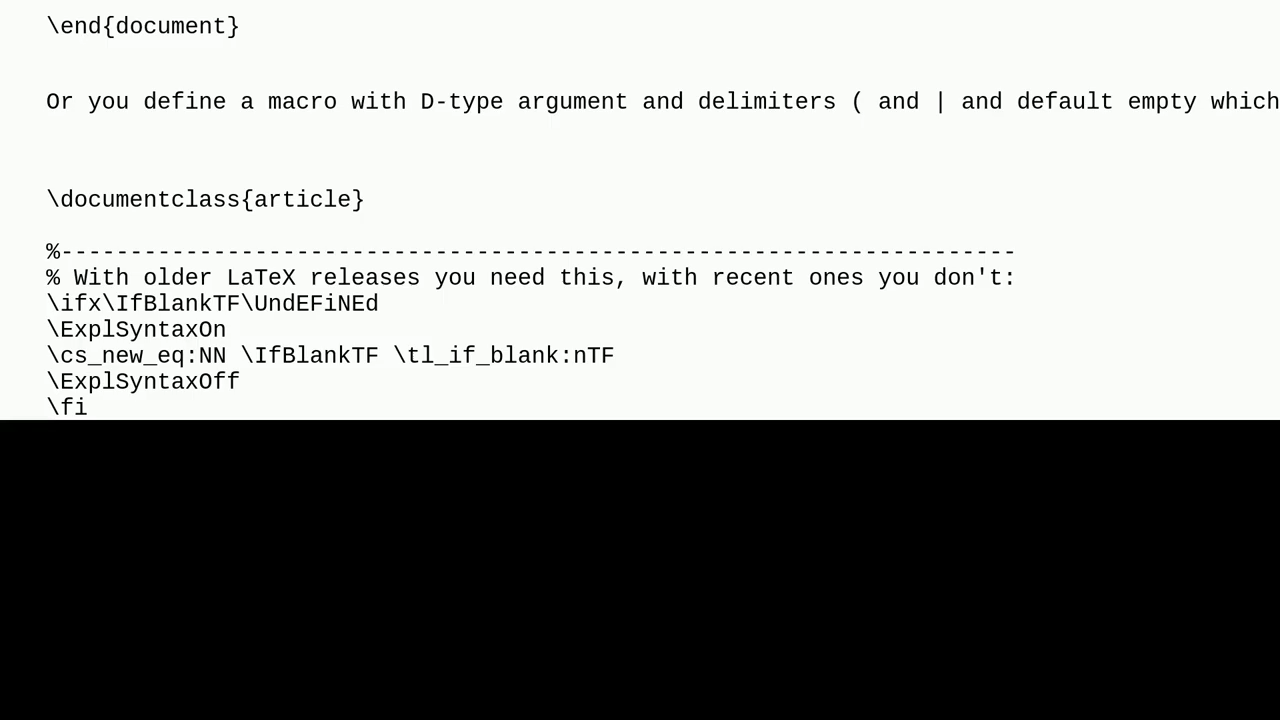 \end{document}
Or you define a macro with D-type argument and delimiters ( and | and default empty which
\documentclass{article}
%---------------------------------------------------------------------
% With older LaTeX releases you need this, with recent ones you don't:
\ifx\IfBlankTF\UndEFiNEd
\ExplSyntaxOn
\cs_new_eq:NN \IfBlankTF \tl_if_blank:nTF
\ExplSyntaxOff
\fi